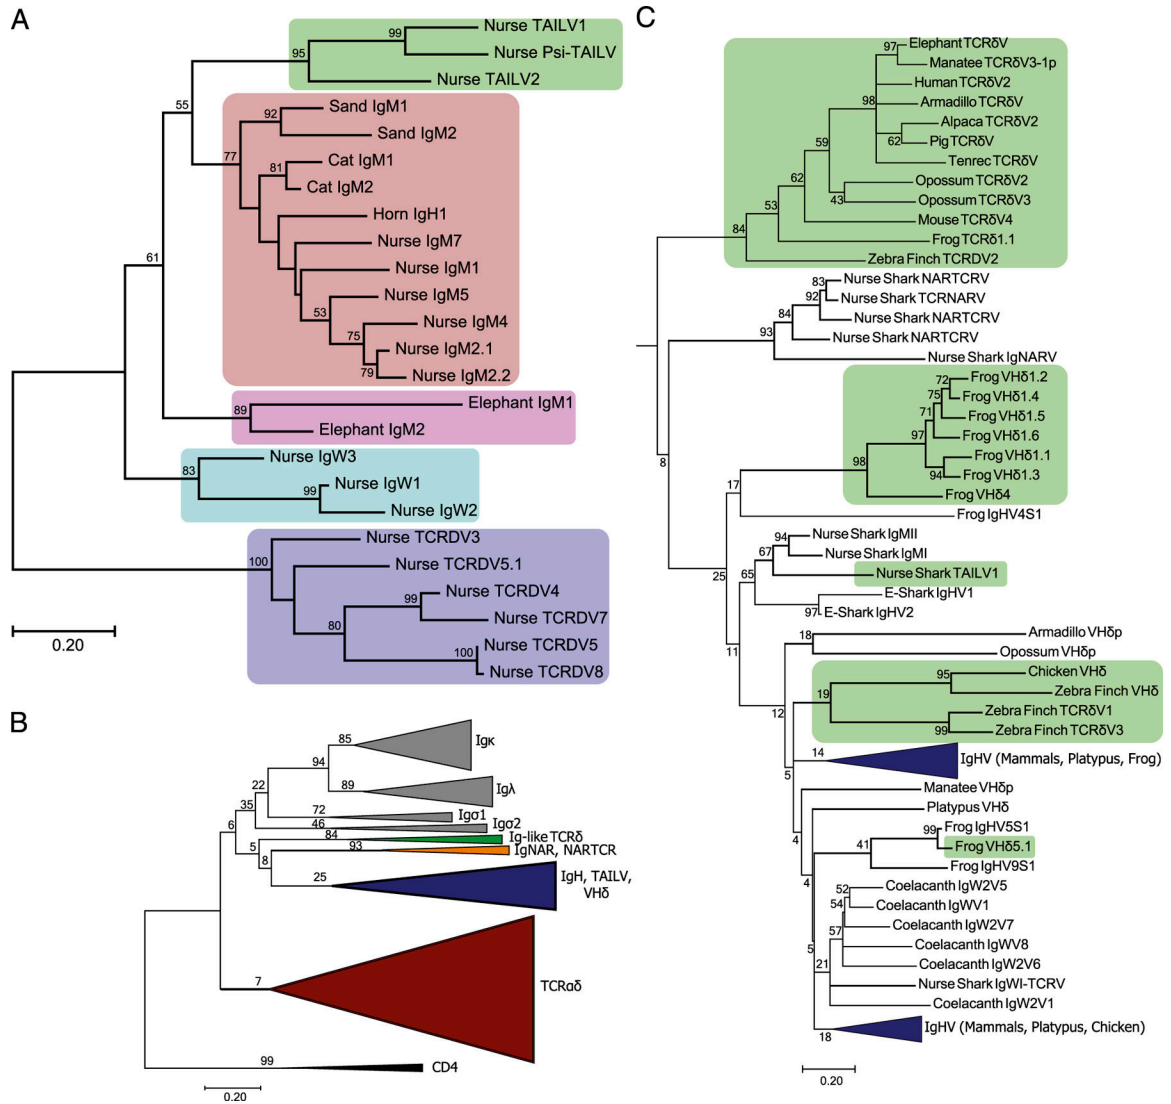 A
Nurse TAILV1
99
Nurse Psi-TAILV
95
Nurse TAILV2
55
Sand IgM1
92
Sand IgM2
77
Cat IgM1
81
Cat IgM2
Horn IgH1
Nurse IgM7
61
Nurse IgM1
Nurse IgM5
53
Nurse IgM4
75
Nurse IgM2.1
79
Nurse IgM2.2
Elephant IgM1
89
Elephant IgM2
Nurse IgW3
83
Nurse IgW1
99
Nurse IgW2
Nurse TCRDV3
100
Nurse TCRDV5.1
Nurse TCRDV4
99
Nurse TCRDV7
80
Nurse TCRDV5
100
Nurse TCRDV8
0.20
B
85
Igκ
94
22
89
Igλ
35
72
Igσ1
46
Igσ2
6
84
Ig-like TCRδ
5
93
IgNAR, NARTCR
8
25
IgH, TAILV,
VHδ
7
TCRαδ
99
CD4
0.20
C
97
Elephant TCRδV
Manatee TCRδV3-1p
Human TCRδV2
98
Armadillo TCRδV
Alpaca TCRδV2
62
Pig TCRδV
59
Tenrec TCRδV
62
Opossum TCRδV2
43
Opossum TCRδV3
53
Mouse TCRδV4
84
Frog TCRδ1.1
Zebra Finch TCRDV2
83
Nurse Shark NARTCRV
92
Nurse Shark TCRNARV
84
Nurse Shark NARTCRV
93
Nurse Shark NARTCRV
Nurse Shark IgNARV
72
Frog VHδ1.2
75
Frog VHδ1.4
71
Frog VHδ1.5
97
Frog VHδ1.6
Frog VHδ1.1
98
94
Frog VHδ1.3
8
17
Frog VHδ4
Frog IgHV4S1
94
Nurse Shark IgMII
67
Nurse Shark IgMI
25
65
Nurse Shark TAILV1
E-Shark IgHV1
97
E-Shark IgHV2
18
Armadillo VHδp
11
Opossum VHδp
95
Chicken VHδ
19
Zebra Finch VHδ
12
Zebra Finch TCRδV1
99
Zebra Finch TCRδV3
14
IgHV (Mammals, Platypus, Frog)
5
Manatee VHδp
Platypus VHδ
4
99
Frog IgHV5S1
41
Frog VHδ5.1
Frog IgHV9S1
4
52
Coelacanth IgW2V5
54
Coelacanth IgWV1
Coelacanth IgW2V7
57
Coelacanth IgWV8
5
Coelacanth IgW2V6
21
Nurse Shark IgWI-TCRV
Coelacanth IgW2V1
18
IgHV (Mammals, Platypus, Chicken)
0.20